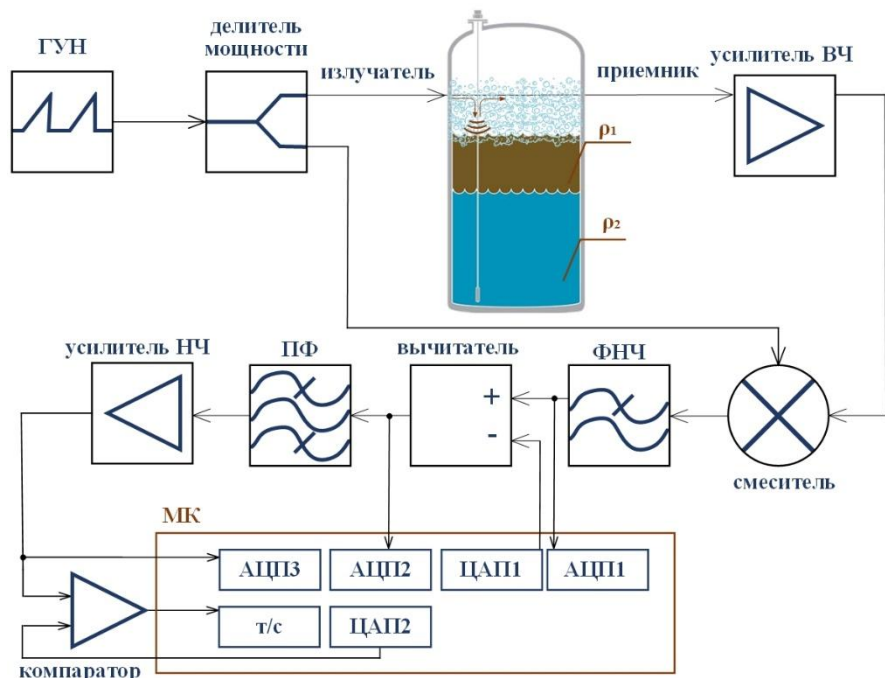 ГУН
делитель
мощности
излучатель
приемник
усилитель ВЧ
ρ₁
ρ₂
усилитель НЧ
ПФ
вычитатель
ФНЧ
+
-
смеситель
МК
АЦП3
АЦП2
ЦАП1
АЦП1
т/с
ЦАП2
компаратор